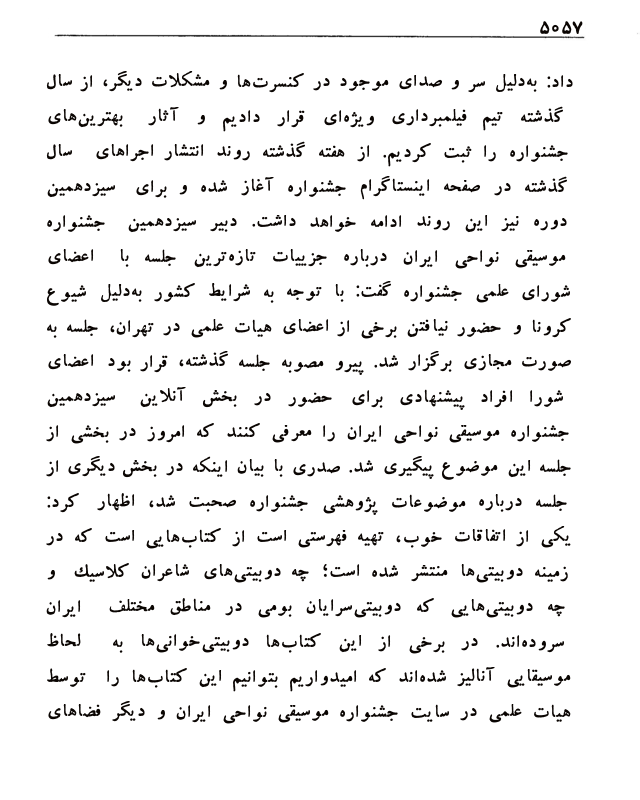 ۵۰۵۷
داد: به‌دلیل سر و صدای موجود در کنسرت‌ها و مشکلات دیگر، از سال
گذشته تیم فیلمبرداری ویژه‌ای قرار دادیم و آثار بهترین‌های
جشنواره را ثبت کردیم. از هفته گذشته روند انتشار اجراهای سال
گذشته در صفحه اینستاگرام جشنواره آغاز شده و برای سیزدهمین
دوره نیز این روند ادامه خواهد داشت. دبیر سیزدهمین جشنواره
موسیقی نواحی ایران درباره جزییات تازه‌ترین جلسه با اعضای
شورای علمی جشنواره گفت: با توجه به شرایط کشور به‌دلیل شیوع
کرونا و حضور نیافتن برخی از اعضای هیات علمی در تهران، جلسه به
صورت مجازی برگزار شد. پیرو مصوبه جلسه گذشته، قرار بود اعضای
شورا افراد پیشنهادی برای حضور در بخش آنلاین سیزدهمین
جشنواره موسیقی نواحی ایران را معرفی کنند که امروز در بخشی از
جلسه این موضوع پیگیری شد. صدری با بیان اینکه در بخش دیگری از
جلسه درباره موضوعات پژوهشی جشنواره صحبت شد، اظهار کرد:
یکی از اتفاقات خوب، تهیه فهرستی است از کتاب‌هایی است که در
زمینه دوبیتی‌ها منتشر شده است؛ چه دوبیتی‌های شاعران کلاسیك و
چه دوبیتی‌هایی که دوبیتی‌سرایان بومی در مناطق مختلف ایران
سروده‌اند. در برخی از این کتاب‌ها دوبیتی‌خوانی‌ها به لحاظ
موسیقایی آنالیز شده‌اند که امیدواریم بتوانیم این کتاب‌ها را توسط
هیات علمی در سایت جشنواره موسیقی نواحی ایران و دیگر فضاهای